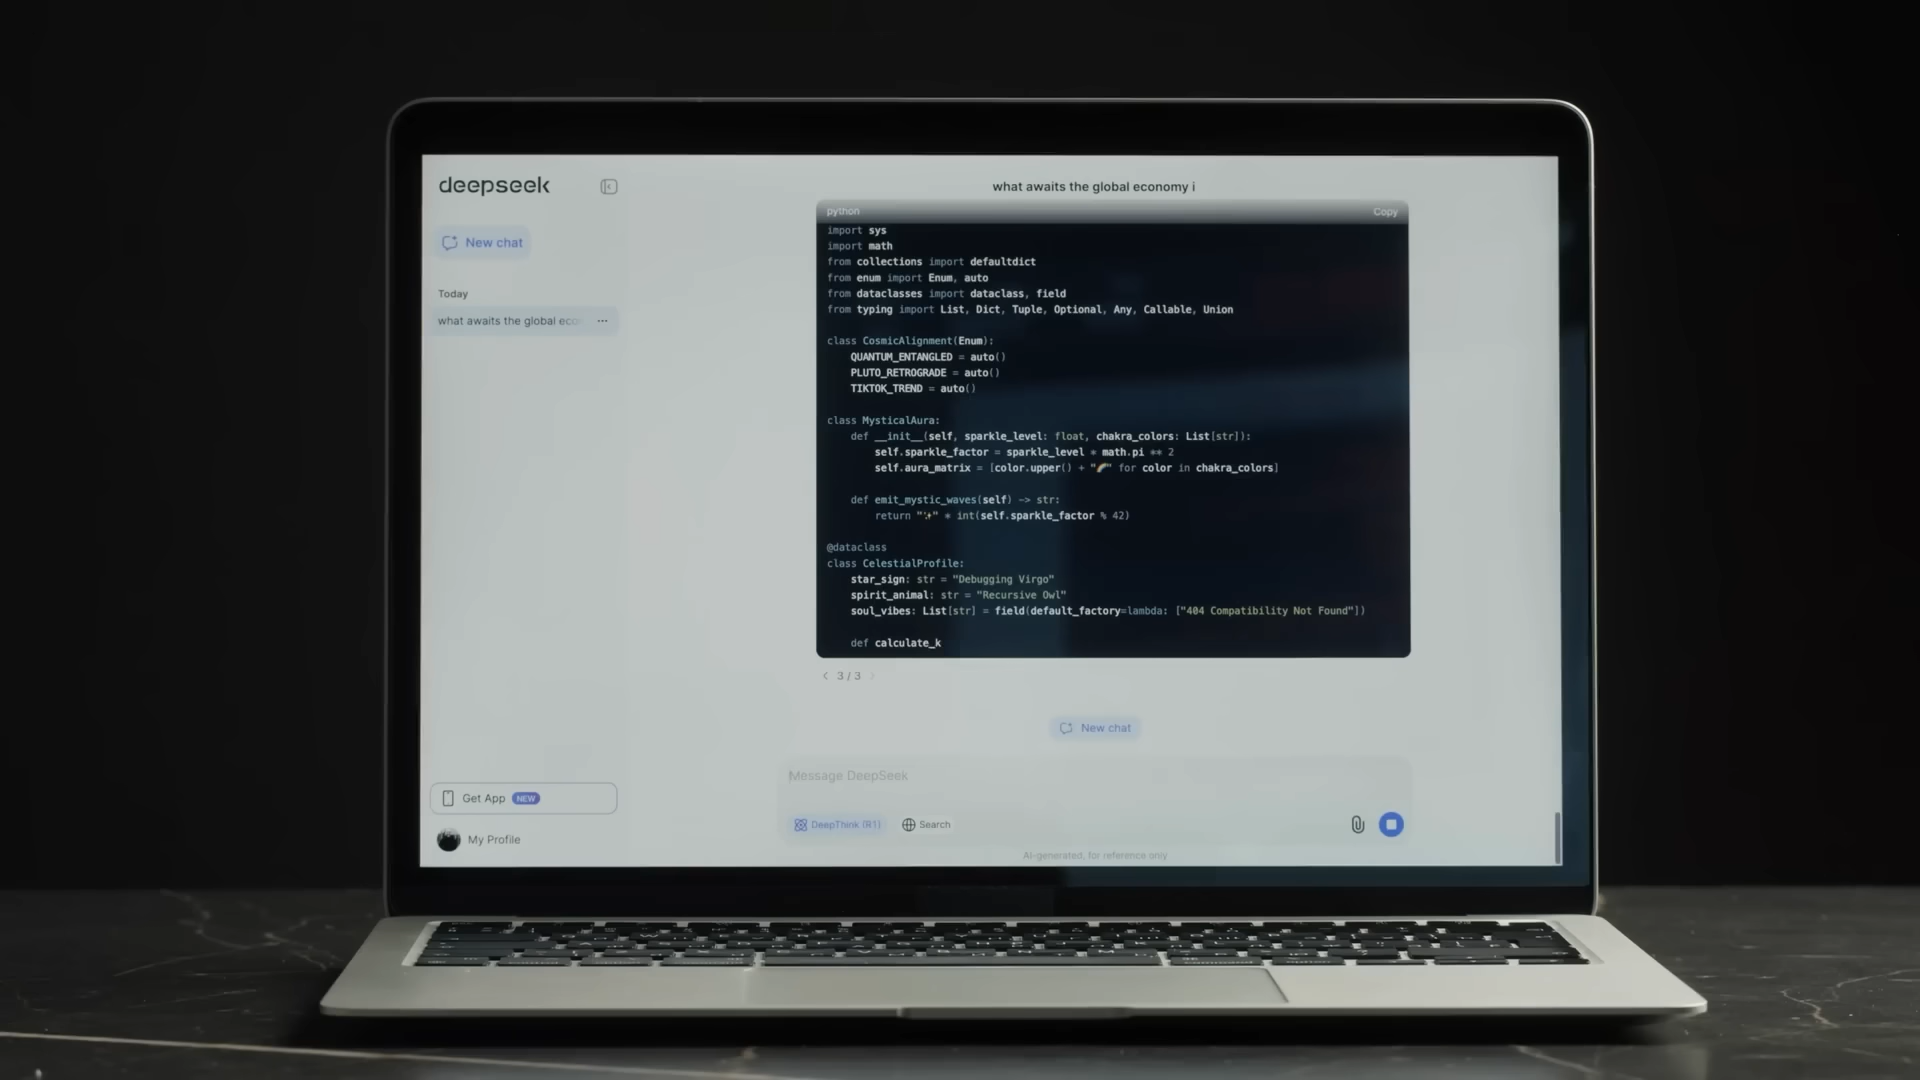 deepseek
New chat
Today
what awaits the global eco
Get App NEW
My Profile
what awaits the global economy i
python
Copy
import sys
import math
from collections import defaultdict
from enum import Enum, auto
from dataclasses import dataclass, field
from typing import List, Dict, Tuple, Optional, Any, Callable, Union
class CosmicAlignment(Enum):
QUANTUM_ENTANGLED = auto()
PLUTO_RETROGRADE = auto()
TIKTOK_TREND = auto()
class MysticalAura:
def __init__(self, sparkle_level: float, chakra_colors: List[str]):
self.sparkle_factor = sparkle_level * math.pi ** 2
self.aura_matrix = [color.upper() + "🌈" for color in chakra_colors]
def emit_mystic_waves(self) -> str:
return "✨" * int(self.sparkle_factor % 42)
@dataclass
class CelestialProfile:
star_sign: str = "Debugging Virgo"
spirit_animal: str = "Recursive Owl"
soul_vibes: List[str] = field(default_factory=lambda: ["404 Compatibility Not Found"])
def calculate_k
3 / 3
New chat
Message DeepSeek
DeepThink (R1)
Search
AI-generated, for reference only